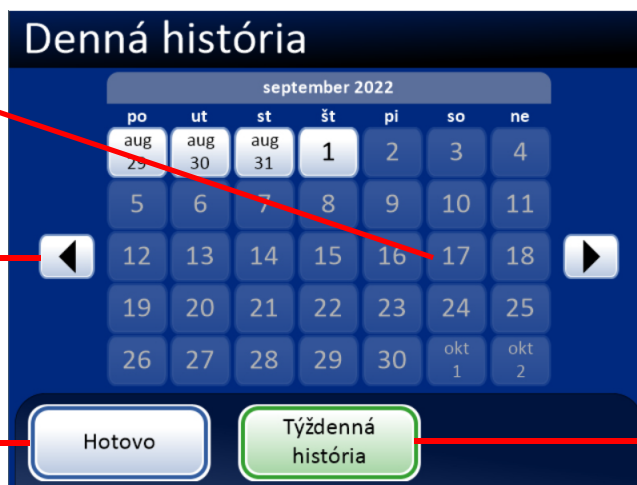 Denná história
september 2022
po ut st št pi so ne
aug 29 aug 30 aug 31 1 2 3 4
5 6 7 8 9 10 11
12 13 14 15 16 17 18
19 20 21 22 23 24 25
26 27 28 29 30 okt 1 okt 2
Hotovo
Týždenná
história